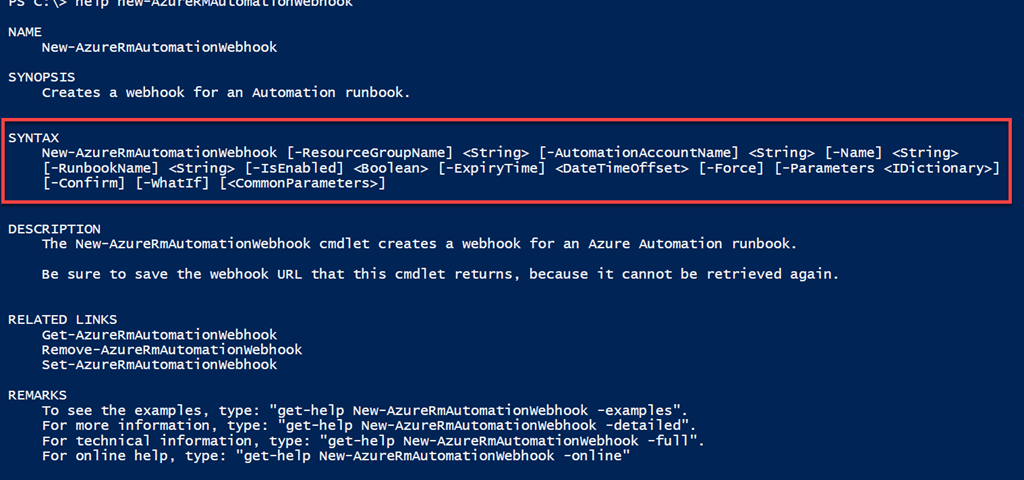 PS C:\> help new-AzureRMAutomationWebhook
NAME
New-AzureRmAutomationWebhook
SYNOPSIS
Creates a webhook for an Automation runbook.
SYNTAX
New-AzureRmAutomationWebhook [-ResourceGroupName] <String> [-AutomationAccountName] <String> [-Name] <String>
[-RunbookName] <String> [-IsEnabled] <Boolean> [-ExpiryTime] <DateTimeOffset> [-Force] [-Parameters <IDictionary>]
[-Confirm] [-WhatIf] [<CommonParameters>]
DESCRIPTION
The New-AzureRmAutomationWebhook cmdlet creates a webhook for an Azure Automation runbook.
Be sure to save the webhook URL that this cmdlet returns, because it cannot be retrieved again.
RELATED LINKS
Get-AzureRmAutomationWebhook
Remove-AzureRmAutomationWebhook
Set-AzureRmAutomationWebhook
REMARKS
To see the examples, type: "get-help New-AzureRmAutomationWebhook -examples".
For more information, type: "get-help New-AzureRmAutomationWebhook -detailed".
For technical information, type: "get-help New-AzureRmAutomationWebhook -full".
For online help, type: "get-help New-AzureRmAutomationWebhook -online"